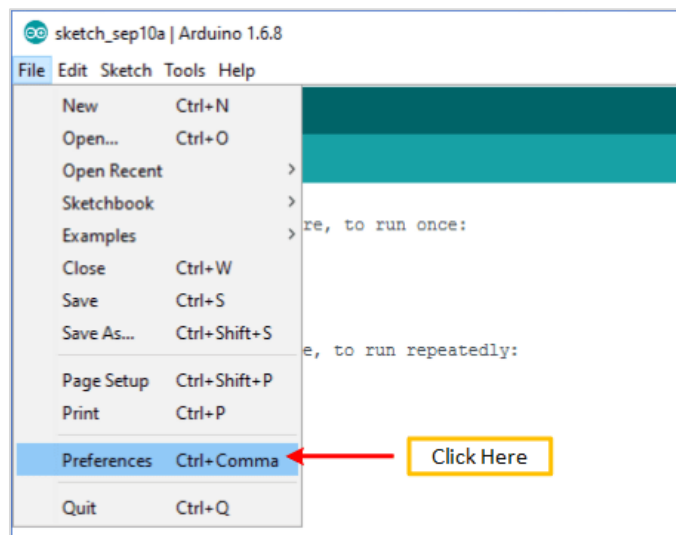 sketch_sep10a | Arduino 1.6.8
File Edit Sketch Tools Help
New Ctrl+N
Open... Ctrl+O
Open Recent
Sketchbook
re, to run once:
Examples
Close Ctrl+W
Save Ctrl+S
Save As... Ctrl+Shift+S
e, to run repeatedly:
Page Setup Ctrl+Shift+P
Print Ctrl+P
Preferences Ctrl+Comma Click Here
Quit Ctrl+Q